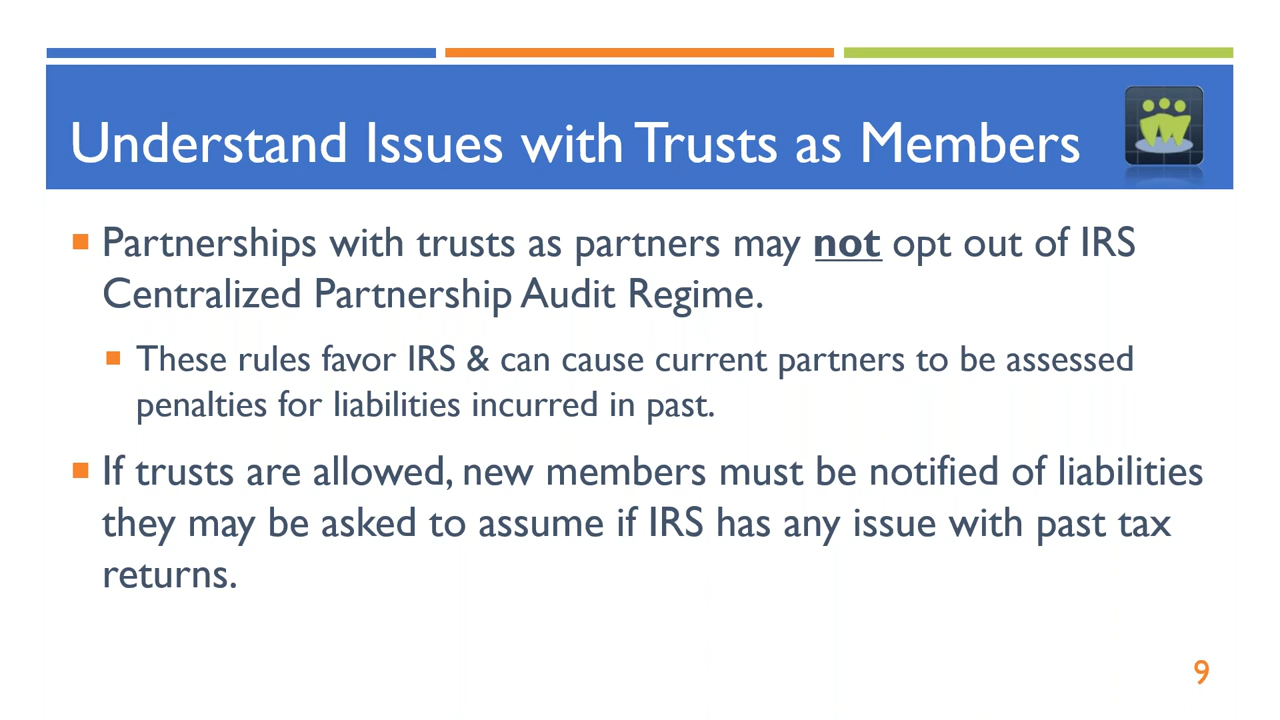 Understand Issues with Trusts as Members
Partnerships with trusts as partners may not opt out of IRS
Centralized Partnership Audit Regime.
These rules favor IRS & can cause current partners to be assessed
penalties for liabilities incurred in past.
If trusts are allowed, new members must be notified of liabilities
they may be asked to assume if IRS has any issue with past tax
returns.
9